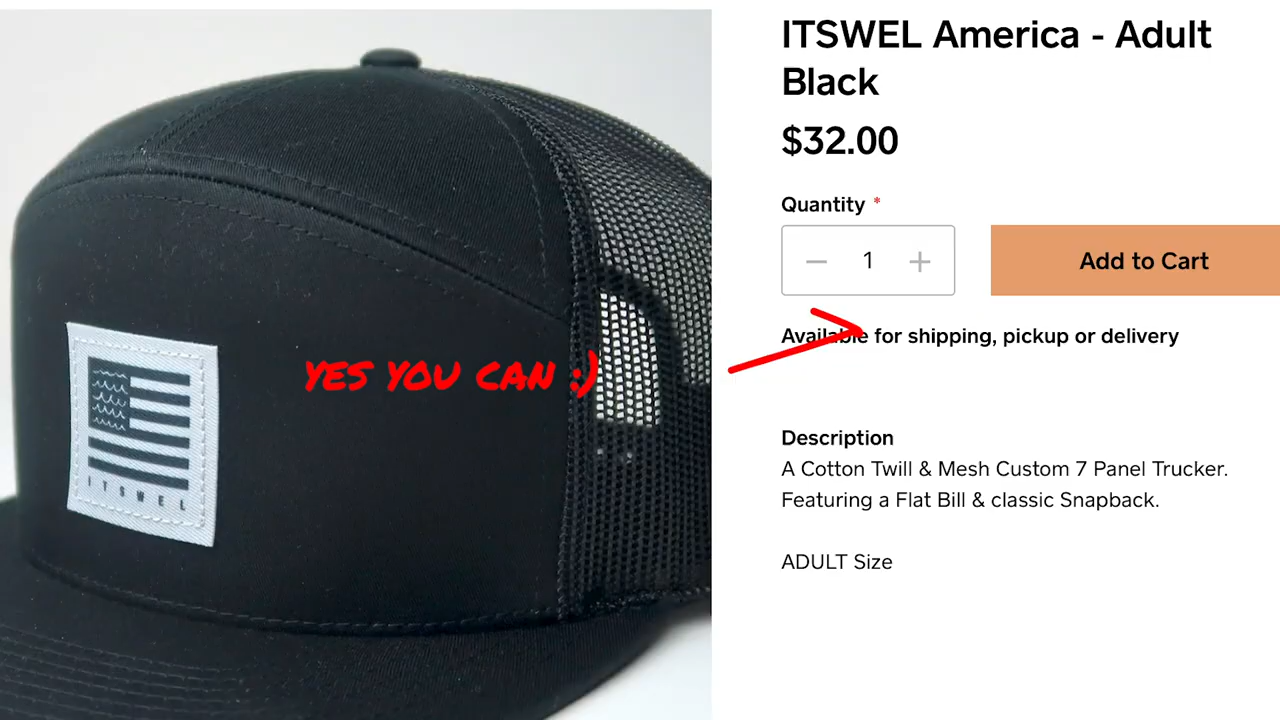 ITSWEL America - Adult
Black
$32.00
Quantity *
1
Add to Cart
Available for shipping, pickup or delivery
YES YOU CAN :)
ITSWEL
Description
A Cotton Twill & Mesh Custom 7 Panel Trucker.
Featuring a Flat Bill & classic Snapback.
ADULT Size